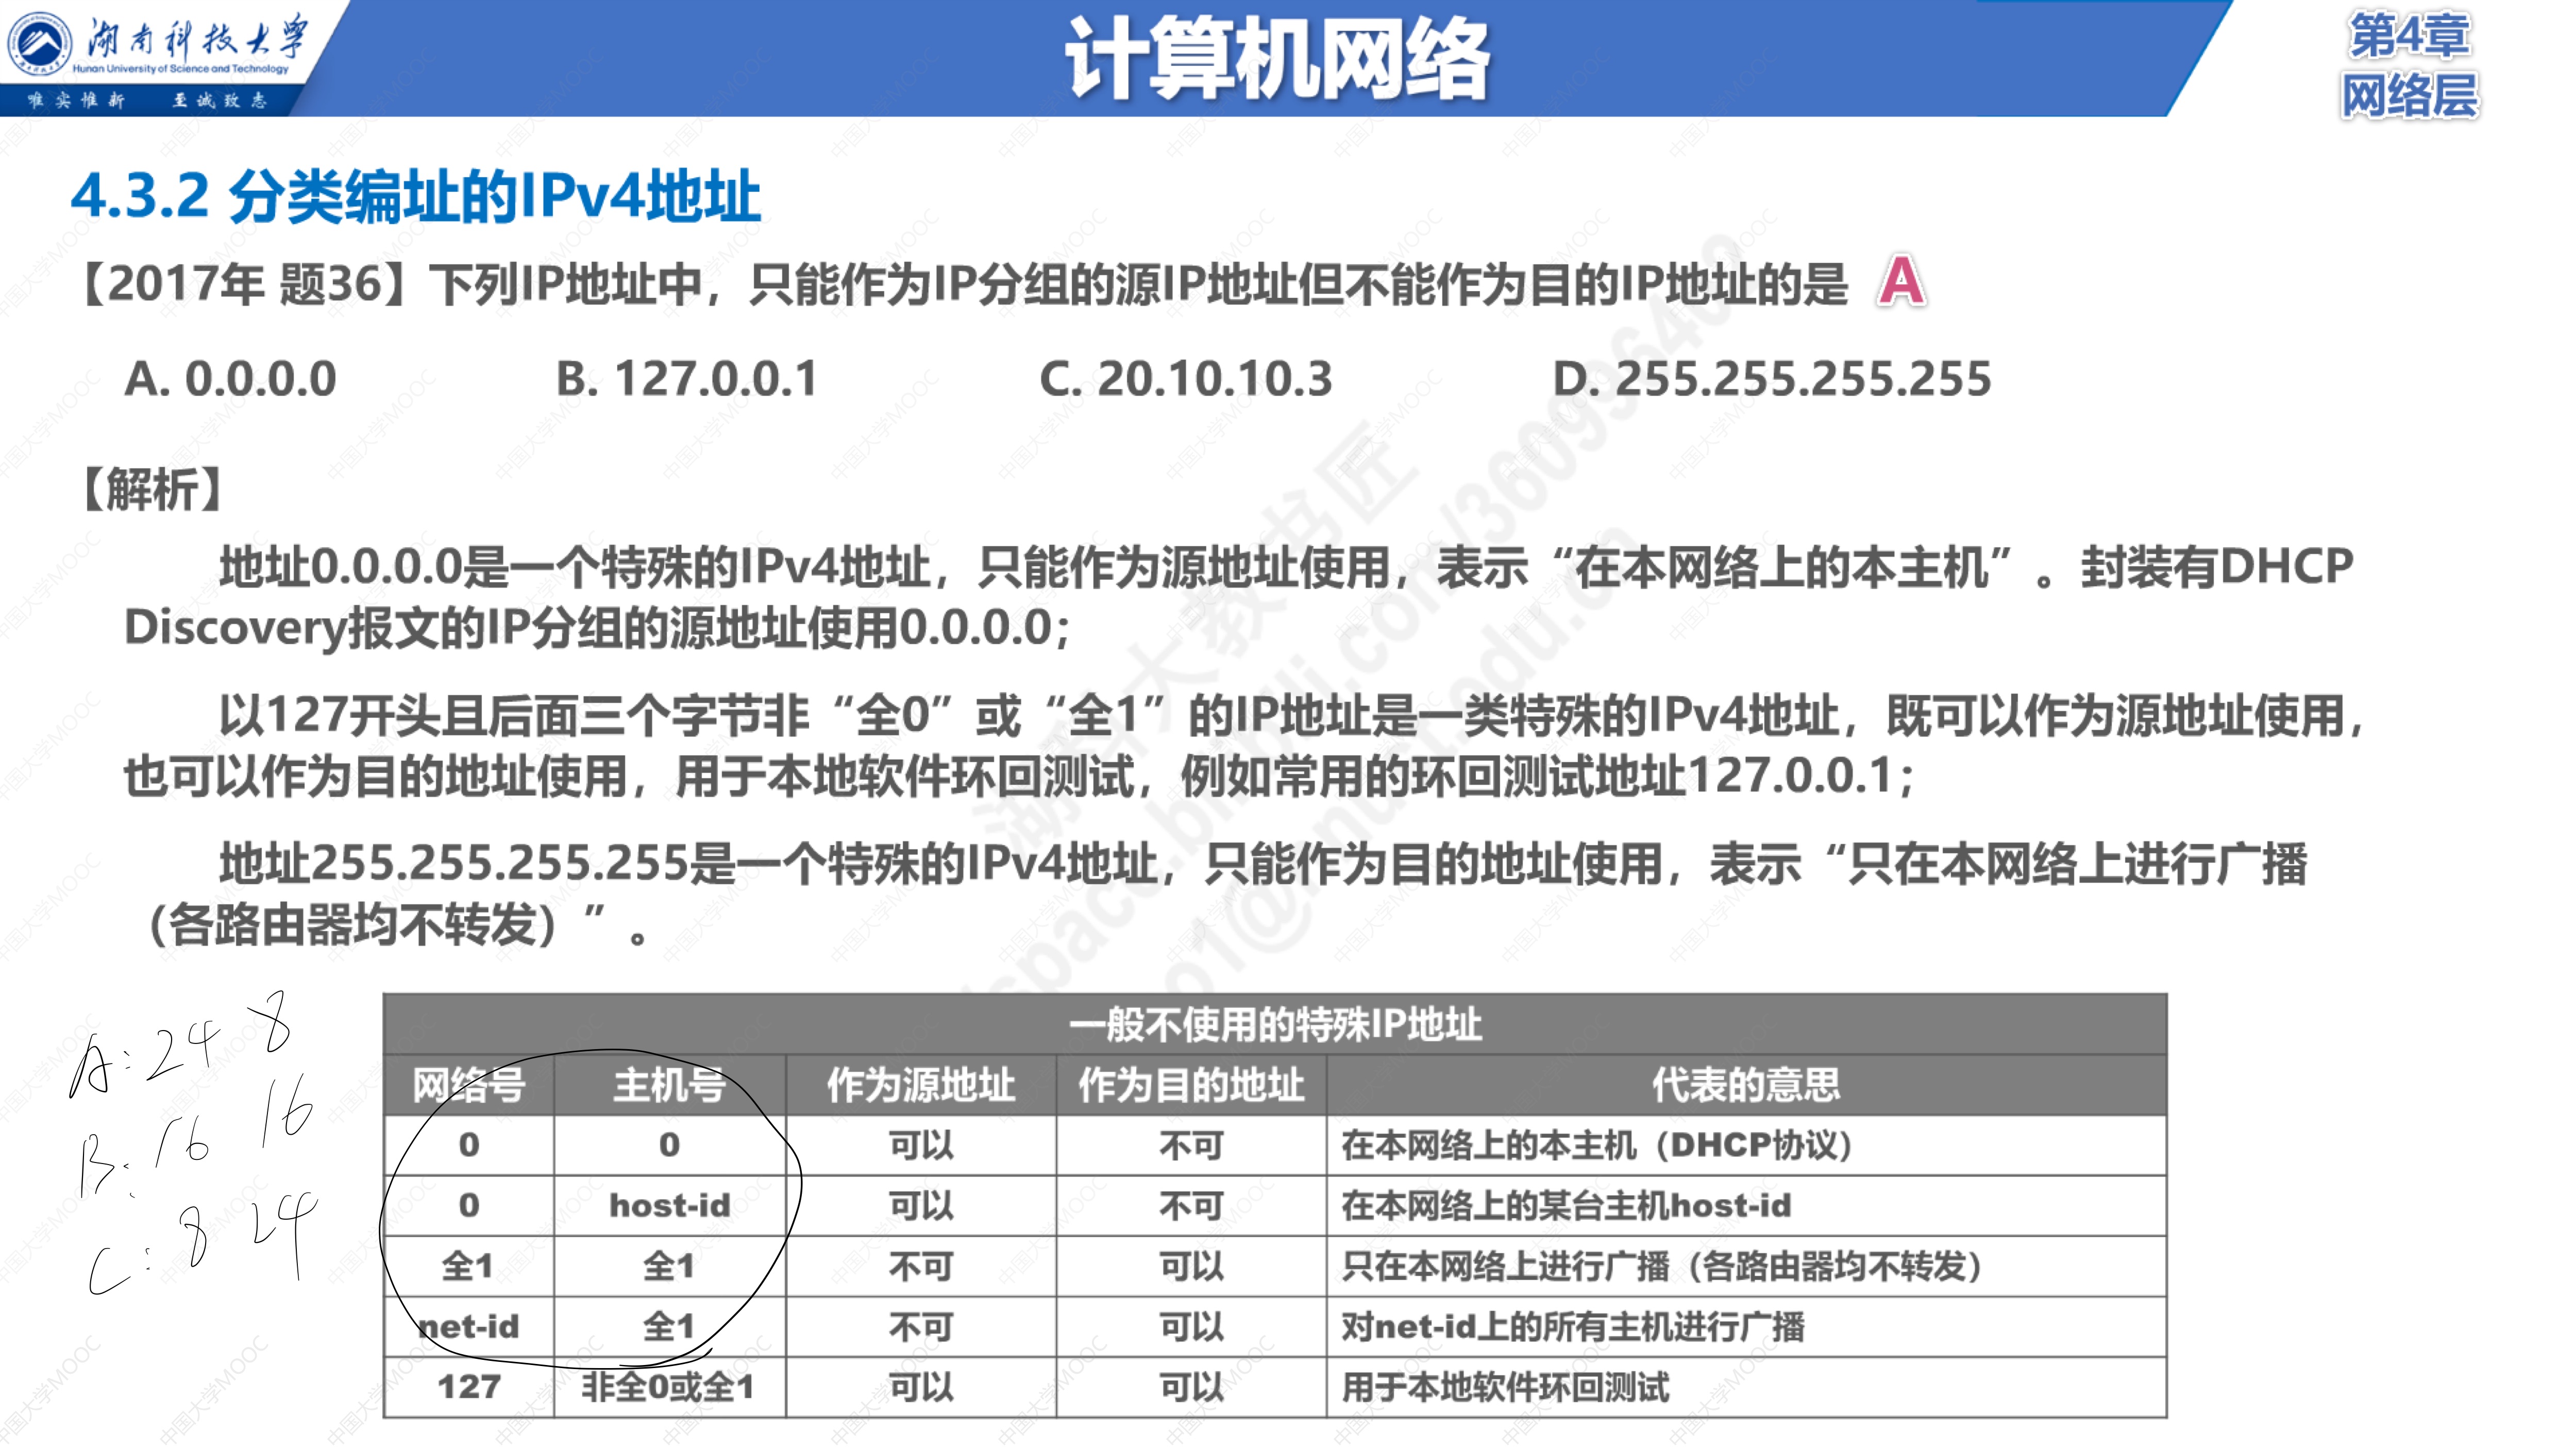 湖南科技大学
Hunan University of Science and Technology
唯实惟新 至诚致志
计算机网络
第4章
网络层
4.3.2 分类编址的IPv4地址
【2017年 题36】下列IP地址中，只能作为IP分组的源IP地址但不能作为目的IP地址的是 A
A. 0.0.0.0 B. 127.0.0.1 C. 20.10.10.3 D. 255.255.255.255
【解析】
地址0.0.0.0是一个特殊的IPv4地址，只能作为源地址使用，表示“在本网络上的本主机”。封装有DHCP
Discovery报文的IP分组的源地址使用0.0.0.0；
以127开头且后面三个字节非“全0”或“全1”的IP地址是一类特殊的IPv4地址，既可以作为源地址使用，
也可以作为目的地址使用，用于本地软件环回测试，例如常用的环回测试地址127.0.0.1；
地址255.255.255.255是一个特殊的IPv4地址，只能作为目的地址使用，表示“只在本网络上进行广播
（各路由器均不转发）”。
A: 24 8
B: 16 16
C: 8 24
一般不使用的特殊IP地址
网络号 主机号 作为源地址 作为目的地址 代表的意思
0 0 可以 不可 在本网络上的本主机（DHCP协议）
0 host-id 可以 不可 在本网络上的某台主机host-id
全1 全1 不可 可以 只在本网络上进行广播（各路由器均不转发）
net-id 全1 不可 可以 对net-id上的所有主机进行广播
127 非全0或全1 可以 可以 用于本地软件环回测试
中国大学MOOC